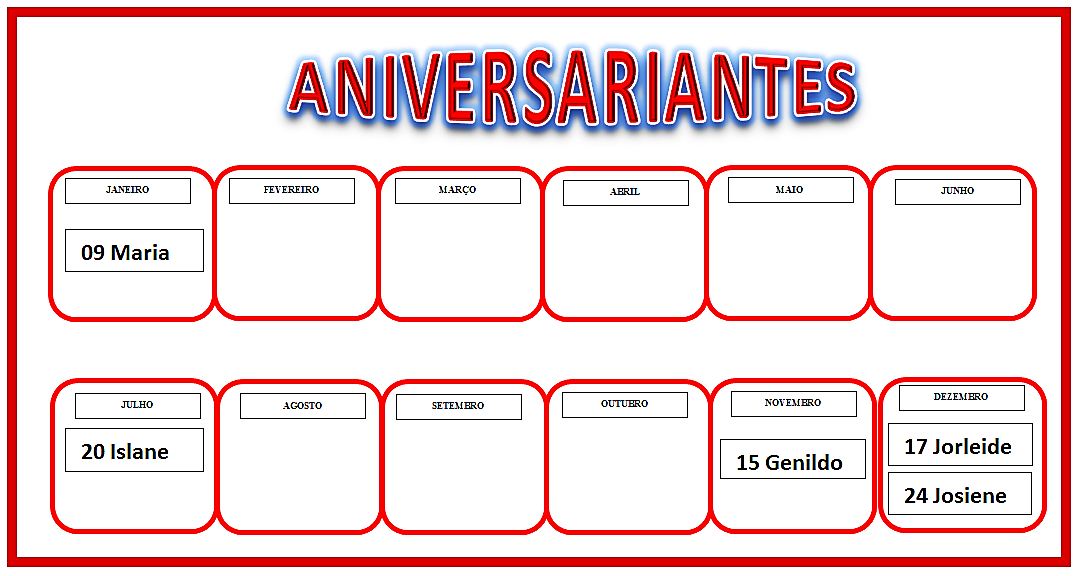 ANIVERSARIANTES
JANEIRO
FEVEREIRO
MARÇO
ABRIL
MAIO
JUNHO
09 Maria
JULHO
AGOSTO
SETEMBRO
OUTUBRO
NOVEMBRO
DEZEMBRO
20 Islane
15 Genildo
17 Jorleide
24 Josiene